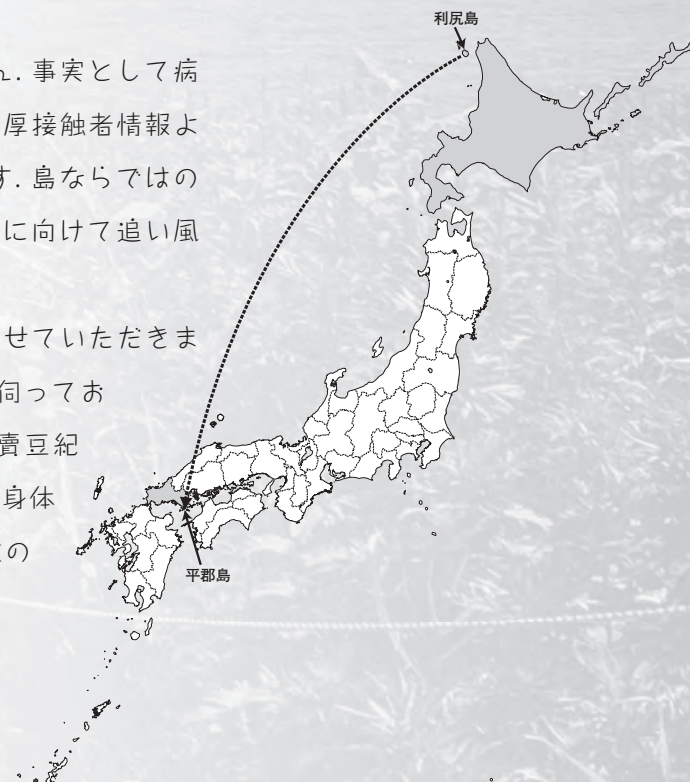 利尻島
ん．事実として病
厚接触者情報よ
す．島ならではの
に向けて追い風
せていただきま
伺ってお
賣豆紀
身体
の
平郡島